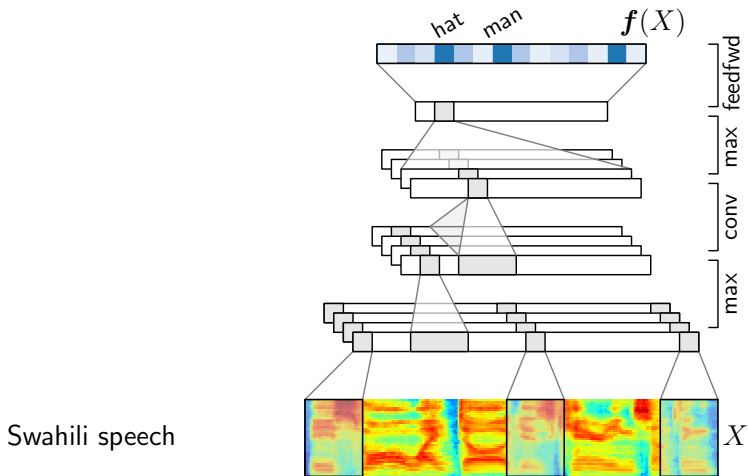 hat man f(X)
feedfwd
max
conv
max
Swahili speech X